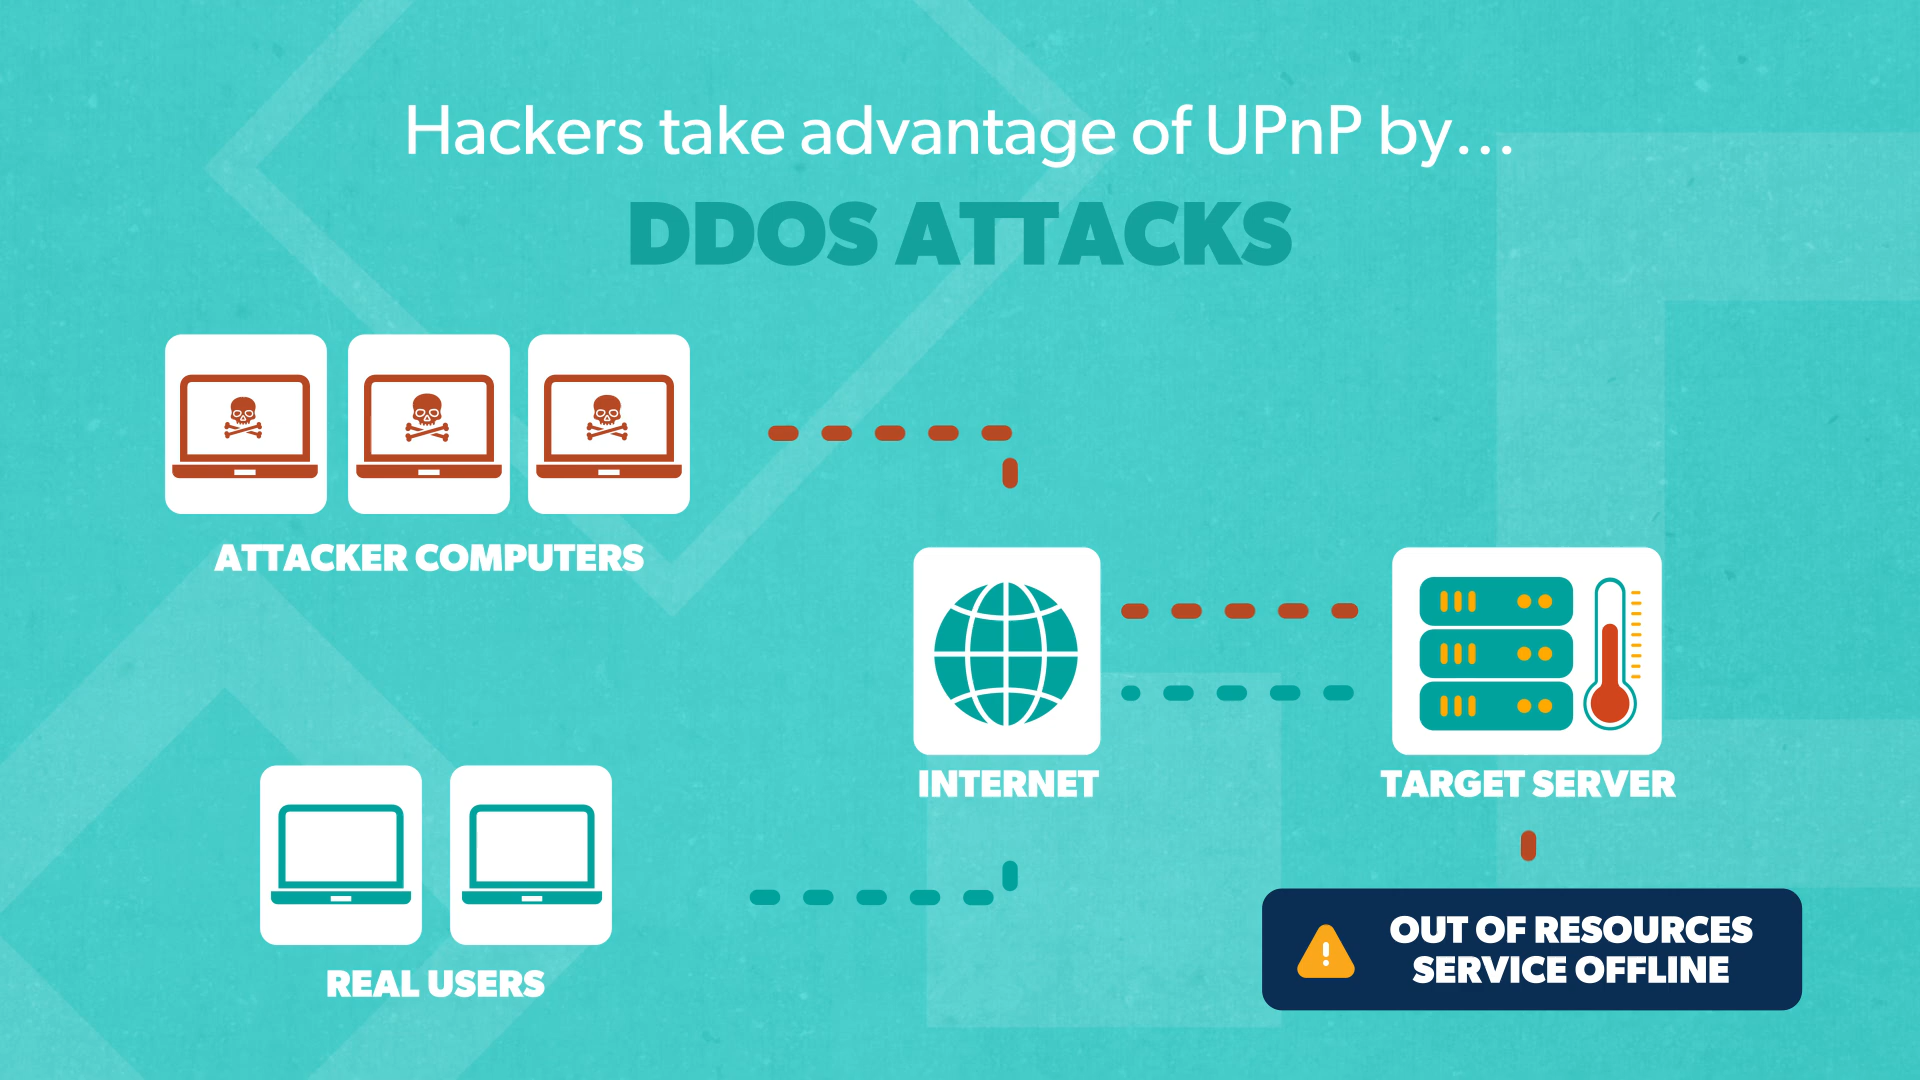 Hackers take advantage of UPnP by...
DDOS ATTACKS
ATTACKER COMPUTERS
INTERNET
TARGET SERVER
REAL USERS
OUT OF RESOURCES
SERVICE OFFLINE